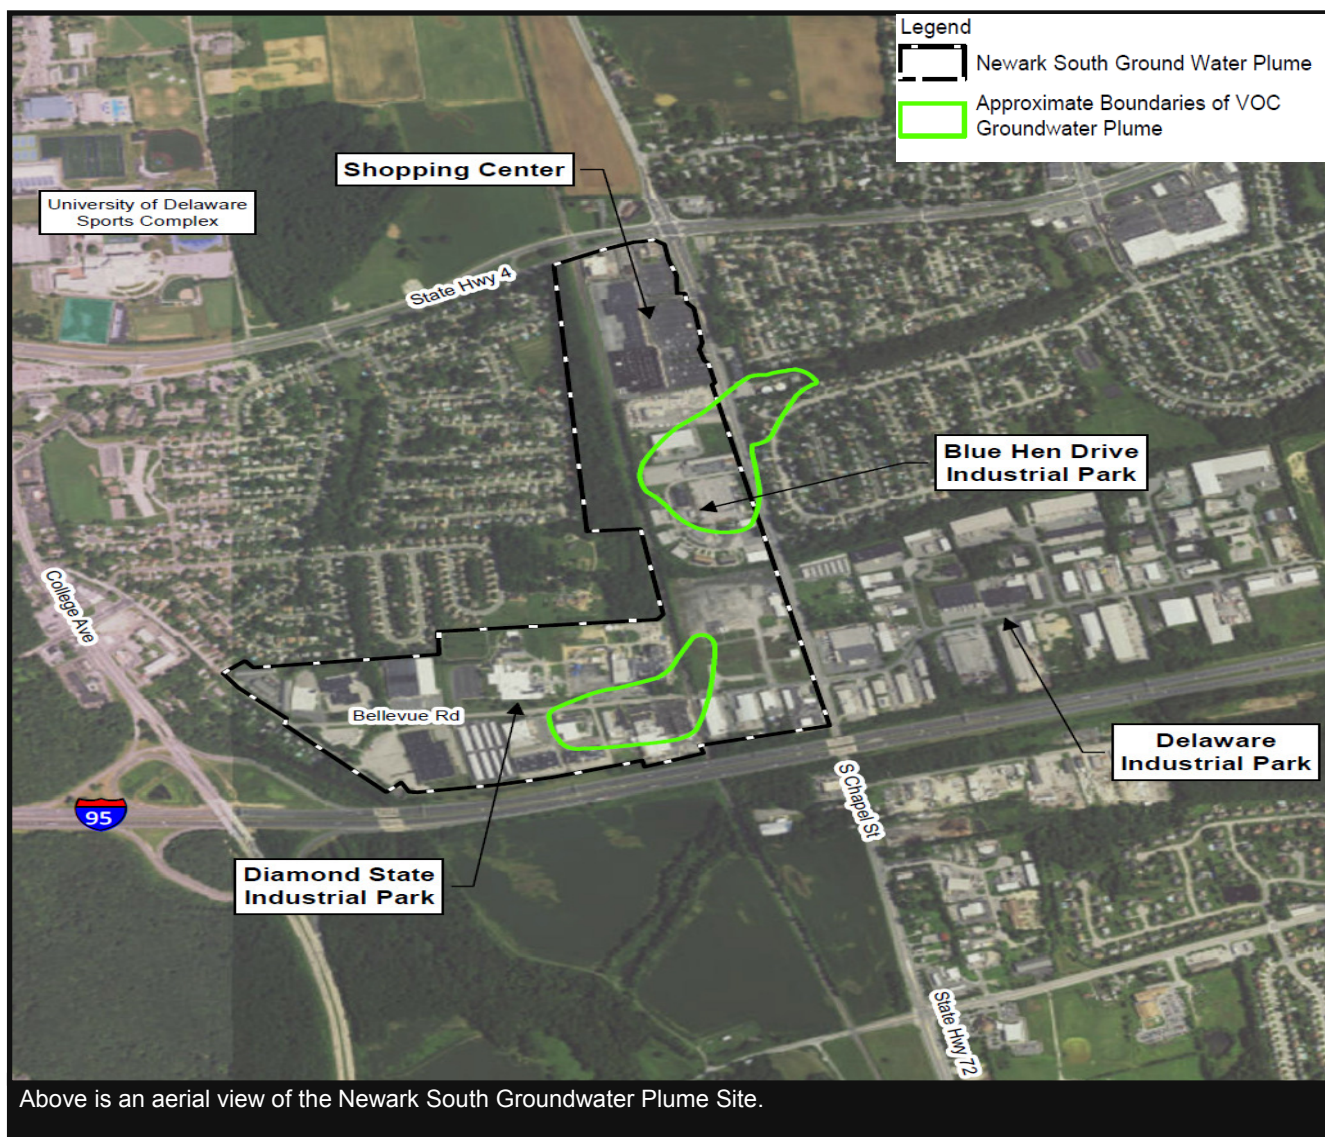 Legend
Newark South Ground Water Plume
Approximate Boundaries of VOC
Groundwater Plume
Shopping Center
University of Delaware
Sports Complex
State Hwy 4
Blue Hen Drive
Industrial Park
College Ave
Bellevue Rd
Delaware
Industrial Park
S Chapel St
95
Diamond State
Industrial Park
State Hwy 72
Above is an aerial view of the Newark South Groundwater Plume Site.